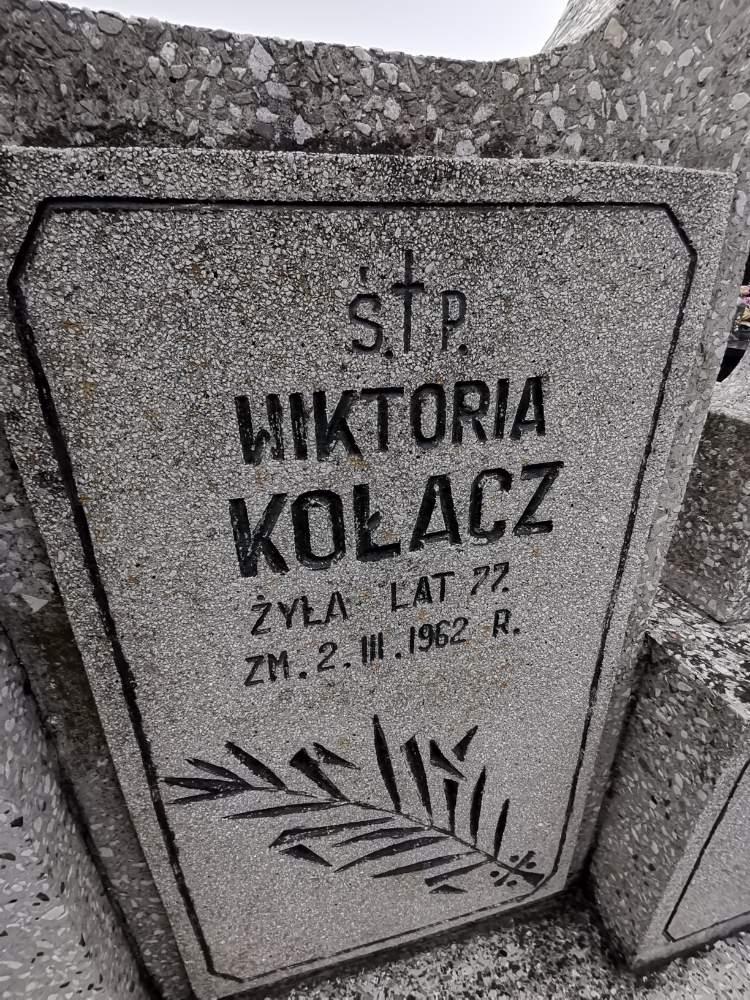 Ś.†P.
WIKTORIA
KOŁACZ
ŻYŁA LAT 77.
ZM. 2. III. 1962 R.